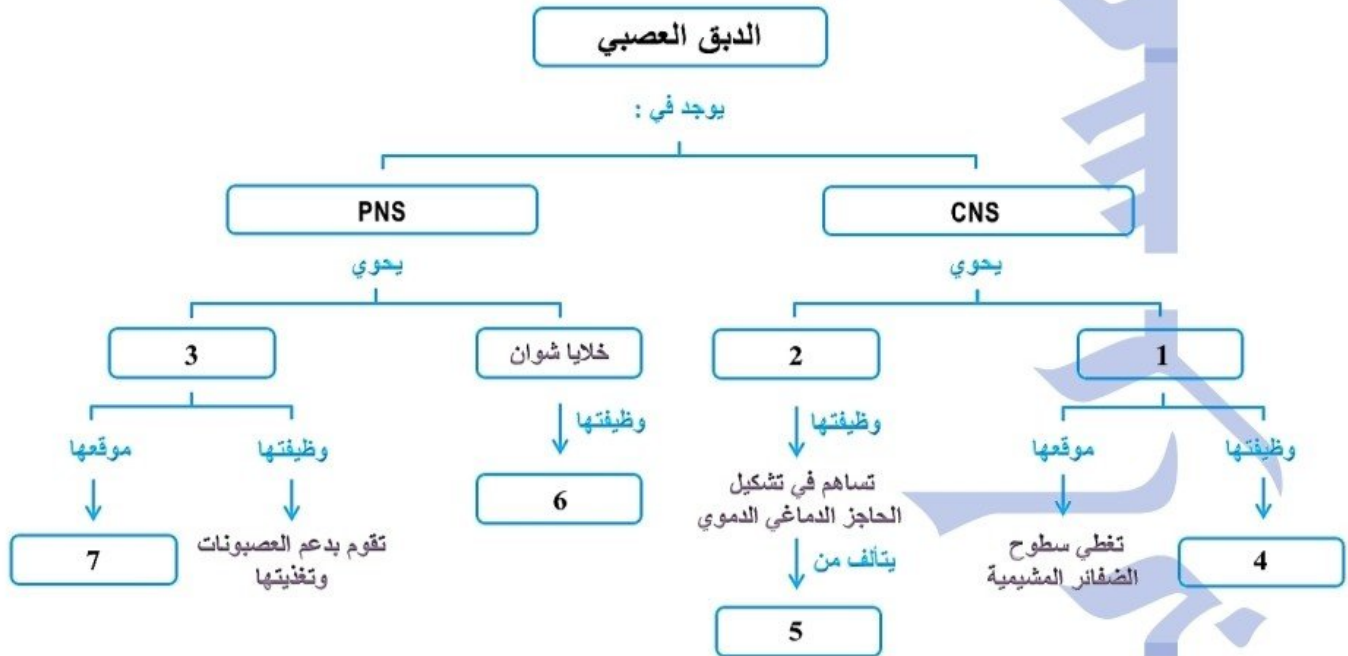 الدبق العصبي
يوجد في :
CNS
PNS
يحوي
يحوي
1
2
خلايا شوان
3
وظيفتها
موقعها
وظيفتها
وظيفتها
وظيفتها
موقعها
4
تغطي سطوح
الضفائر المشيمية
تساهم في تشكيل
الحاجز الدماغي الدموي
يتألف من
5
6
تقوم بدعم العصبونات
وتغذيتها
7